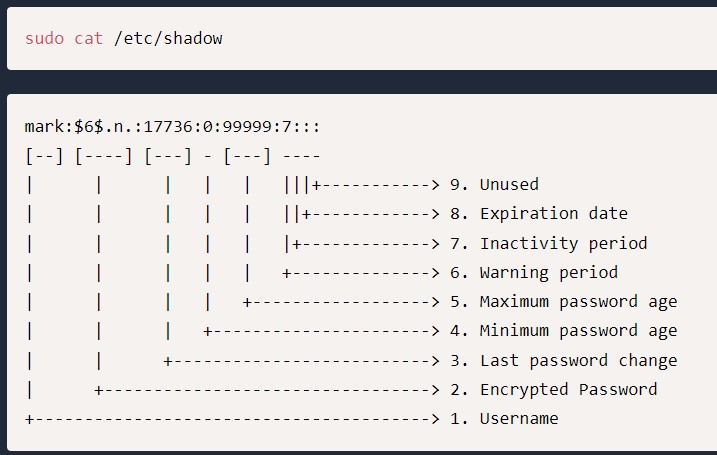 sudo cat /etc/shadow
mark:$6$.n.:17736:0:99999:7:::
[--] [----] [---] - [---] ----
|      |      |   |   |   |||+-----------> 9. Unused
|      |      |   |   |   ||+------------> 8. Expiration date
|      |      |   |   |   |+-------------> 7. Inactivity period
|      |      |   |   |   +--------------> 6. Warning period
|      |      |   |   +------------------> 5. Maximum password age
|      |      |   +----------------------> 4. Minimum password age
|      |      +--------------------------> 3. Last password change
|      +---------------------------------> 2. Encrypted Password
+----------------------------------------> 1. Username